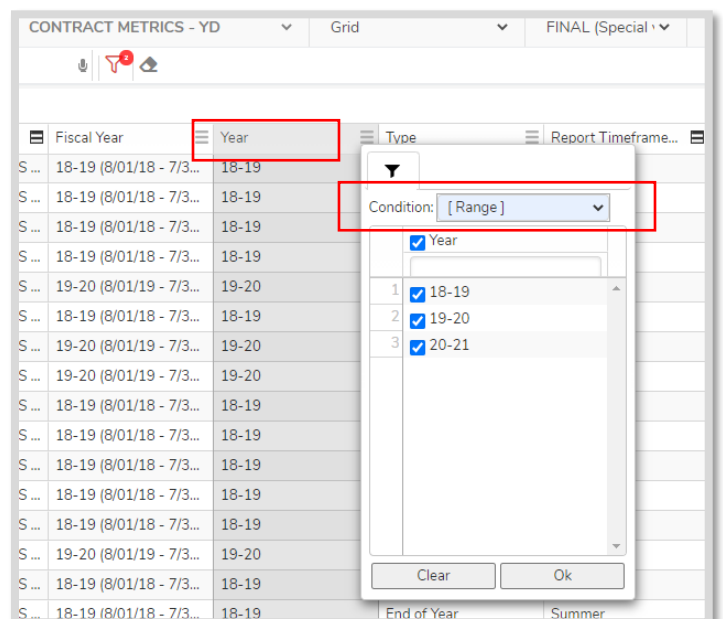 CONTRACT METRICS - YD Grid FINAL (Special
2
Fiscal Year Year Type Report Timeframe...
S ... 18-19 (8/01/18 - 7/3... 18-19
S ... 18-19 (8/01/18 - 7/3... 18-19
S ... 18-19 (8/01/18 - 7/3... 18-19
S ... 18-19 (8/01/18 - 7/3... 18-19
S ... 19-20 (8/01/19 - 7/3... 19-20
S ... 18-19 (8/01/18 - 7/3... 18-19
S ... 19-20 (8/01/19 - 7/3... 19-20
S ... 19-20 (8/01/19 - 7/3... 19-20
S ... 18-19 (8/01/18 - 7/3... 18-19
S ... 18-19 (8/01/18 - 7/3... 18-19
S ... 18-19 (8/01/18 - 7/3... 18-19
S ... 18-19 (8/01/18 - 7/3... 18-19
S ... 18-19 (8/01/18 - 7/3... 18-19
S ... 19-20 (8/01/19 - 7/3... 19-20
S ... 18-19 (8/01/18 - 7/3... 18-19
S ... 18-19 (8/01/18 - 7/3... 18-19 End of Year Summer
Condition: [ Range ]
Year
1 18-19
2 19-20
3 20-21
Clear Ok